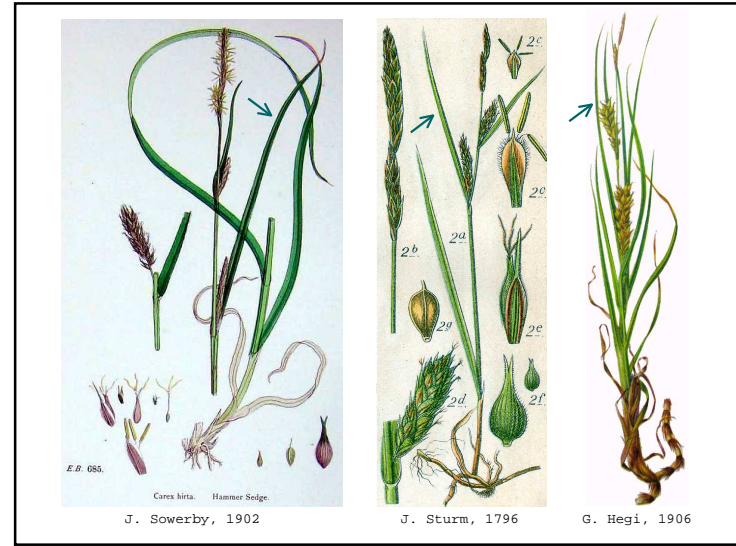 2c
2c
2b
2a
2g
2e
2d
2f
E.B. 685.
Carex hirta. Hammer Sedge.
J. Sowerby, 1902
J. Sturm, 1796
G. Hegi, 1906